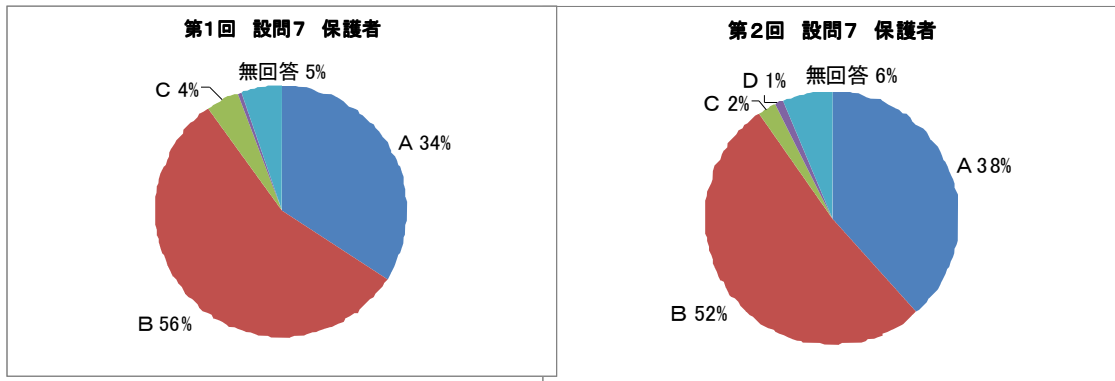 第1回 設問7 保護者
無回答 5%
C 4%
A 34%
B 56%
第2回 設問7 保護者
無回答 6%
D 1%
C 2%
A 38%
B 52%